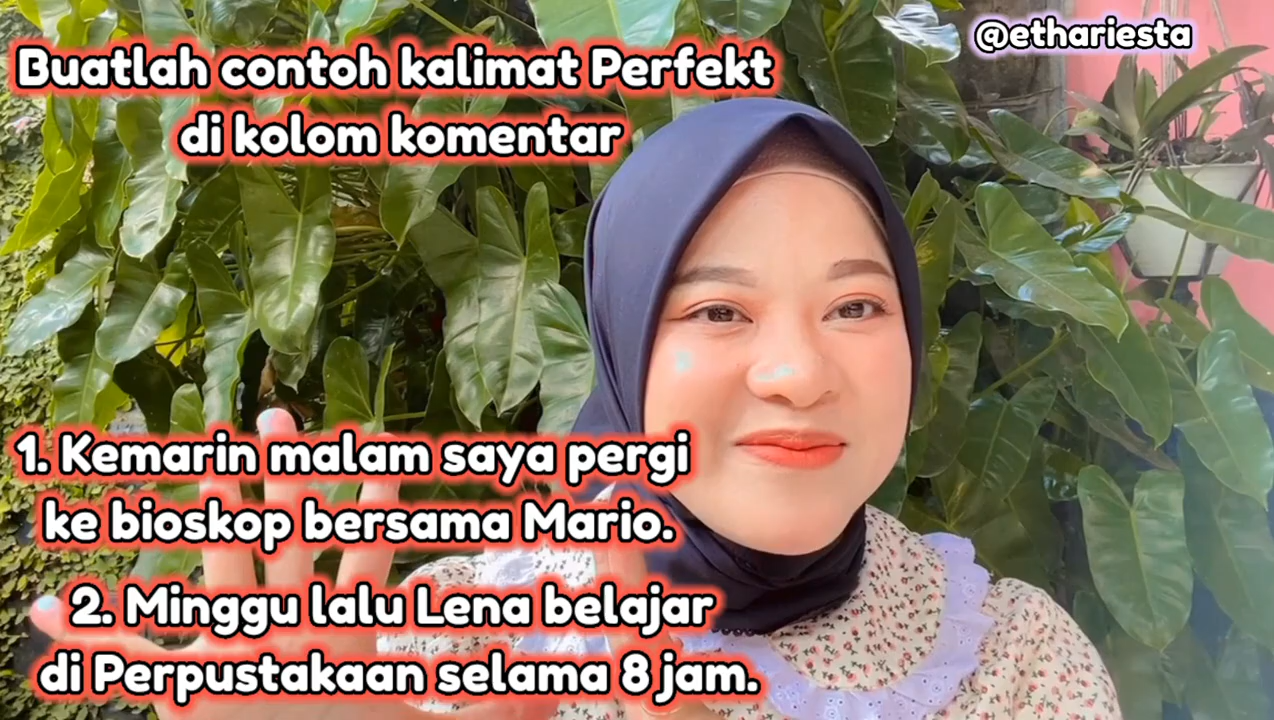 @ethariesta
Buatlah contoh kalimat Perfekt
di kolom komentar
1. Kemarin malam saya pergi
ke bioskop bersama Mario.
2. Minggu lalu Lena belajar
di Perpustakaan selama 8 jam.